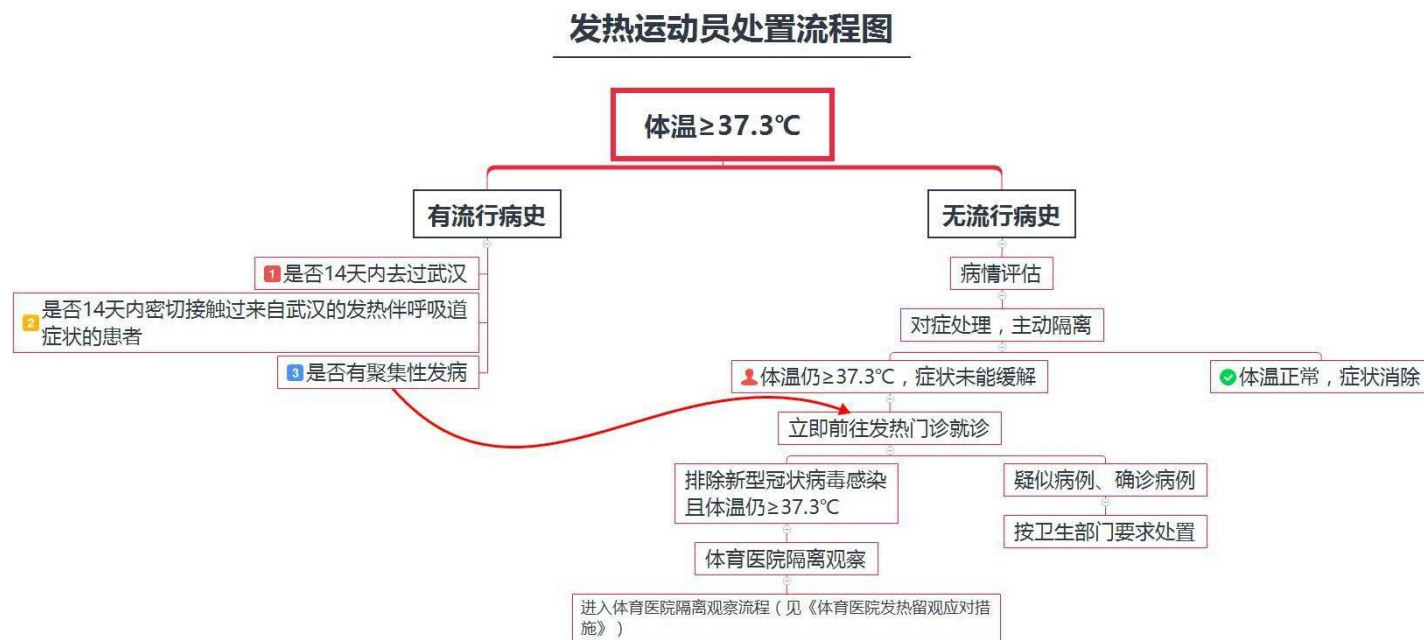 发热运动员处置流程图
体温≥37.3℃
有流行病史
1 是否14天内去过武汉
2 是否14天内密切接触过来自武汉的发热伴呼吸道
症状的患者
3 是否有聚集性发病
无流行病史
病情评估
对症处理，主动隔离
体温仍≥37.3℃，症状未能缓解
体温正常，症状消除
立即前往发热门诊就诊
排除新型冠状病毒感染
且体温仍≥37.3℃
疑似病例、确诊病例
按卫生部门要求处置
体育医院隔离观察
进入体育医院隔离观察流程（见《体育医院发热留观应对措
施》）